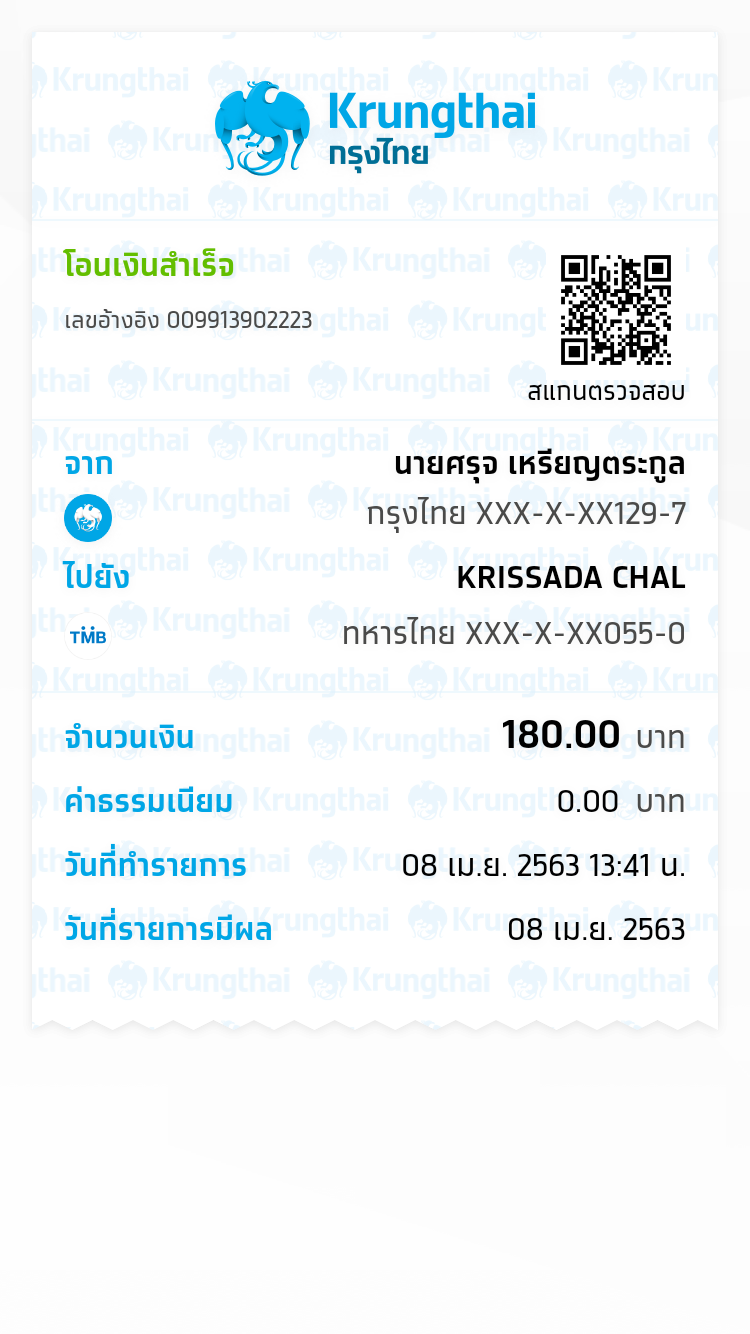 Krungthai
กรุงไทย
โอนเงินสำเร็จ
เลขอ้างอิง 009913902223
สแกนตรวจสอบ
จาก นายศรุจ เหรียญตระกูล
กรุงไทย XXX-X-XX129-7
ไปยัง KRISSADA CHAL
TMB ทหารไทย XXX-X-XX055-0
จำนวนเงิน 180.00 บาท
ค่าธรรมเนียม 0.00 บาท
วันที่ทำรายการ 08 เม.ย. 2563 13:41 น.
วันที่รายการมีผล 08 เม.ย. 2563